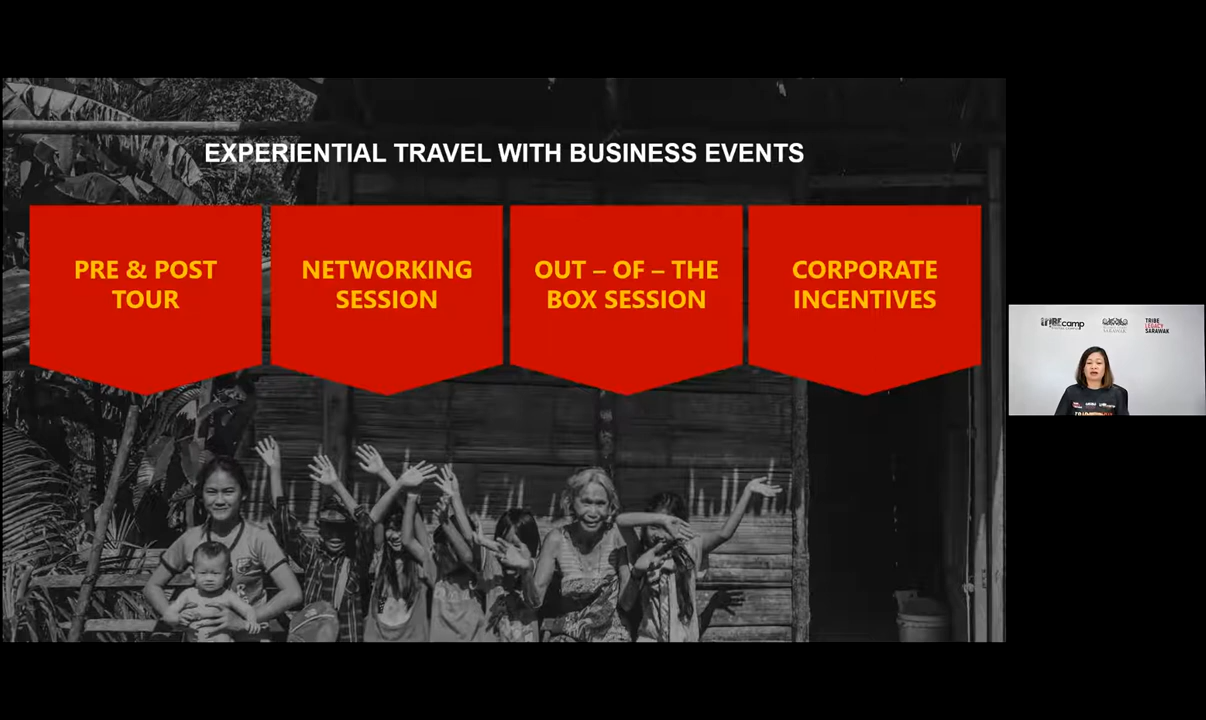 EXPERIENTIAL TRAVEL WITH BUSINESS EVENTS
PRE & POST
TOUR
NETWORKING
SESSION
OUT – OF – THE
BOX SESSION
CORPORATE
INCENTIVES
TRIBE
LEGACY
SARAWAK